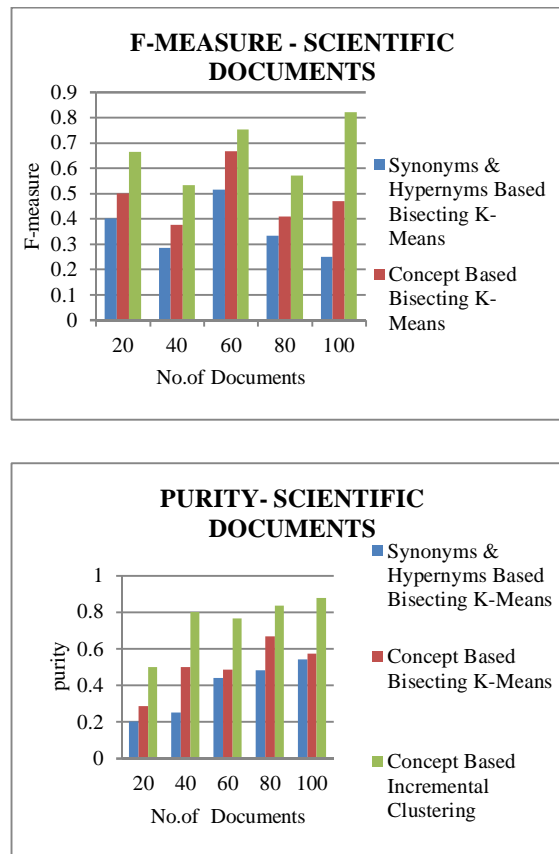 F-MEASURE - SCIENTIFIC
DOCUMENTS
0.9
0.8
0.7
0.6
0.5
0.4
0.3
0.2
0.1
0
F-measure
20 40 60 80 100
No.of Documents
Synonyms &
Hypernyms Based
Bisecting K-
Means
Concept Based
Bisecting K-
Means
PURITY- SCIENTIFIC
DOCUMENTS
1
0.8
0.6
0.4
0.2
0
purity
20 40 60 80 100
No.of Documents
Synonyms &
Hypernyms Based
Bisecting K-Means
Concept Based
Bisecting K-Means
Concept Based
Incremental
Clustering